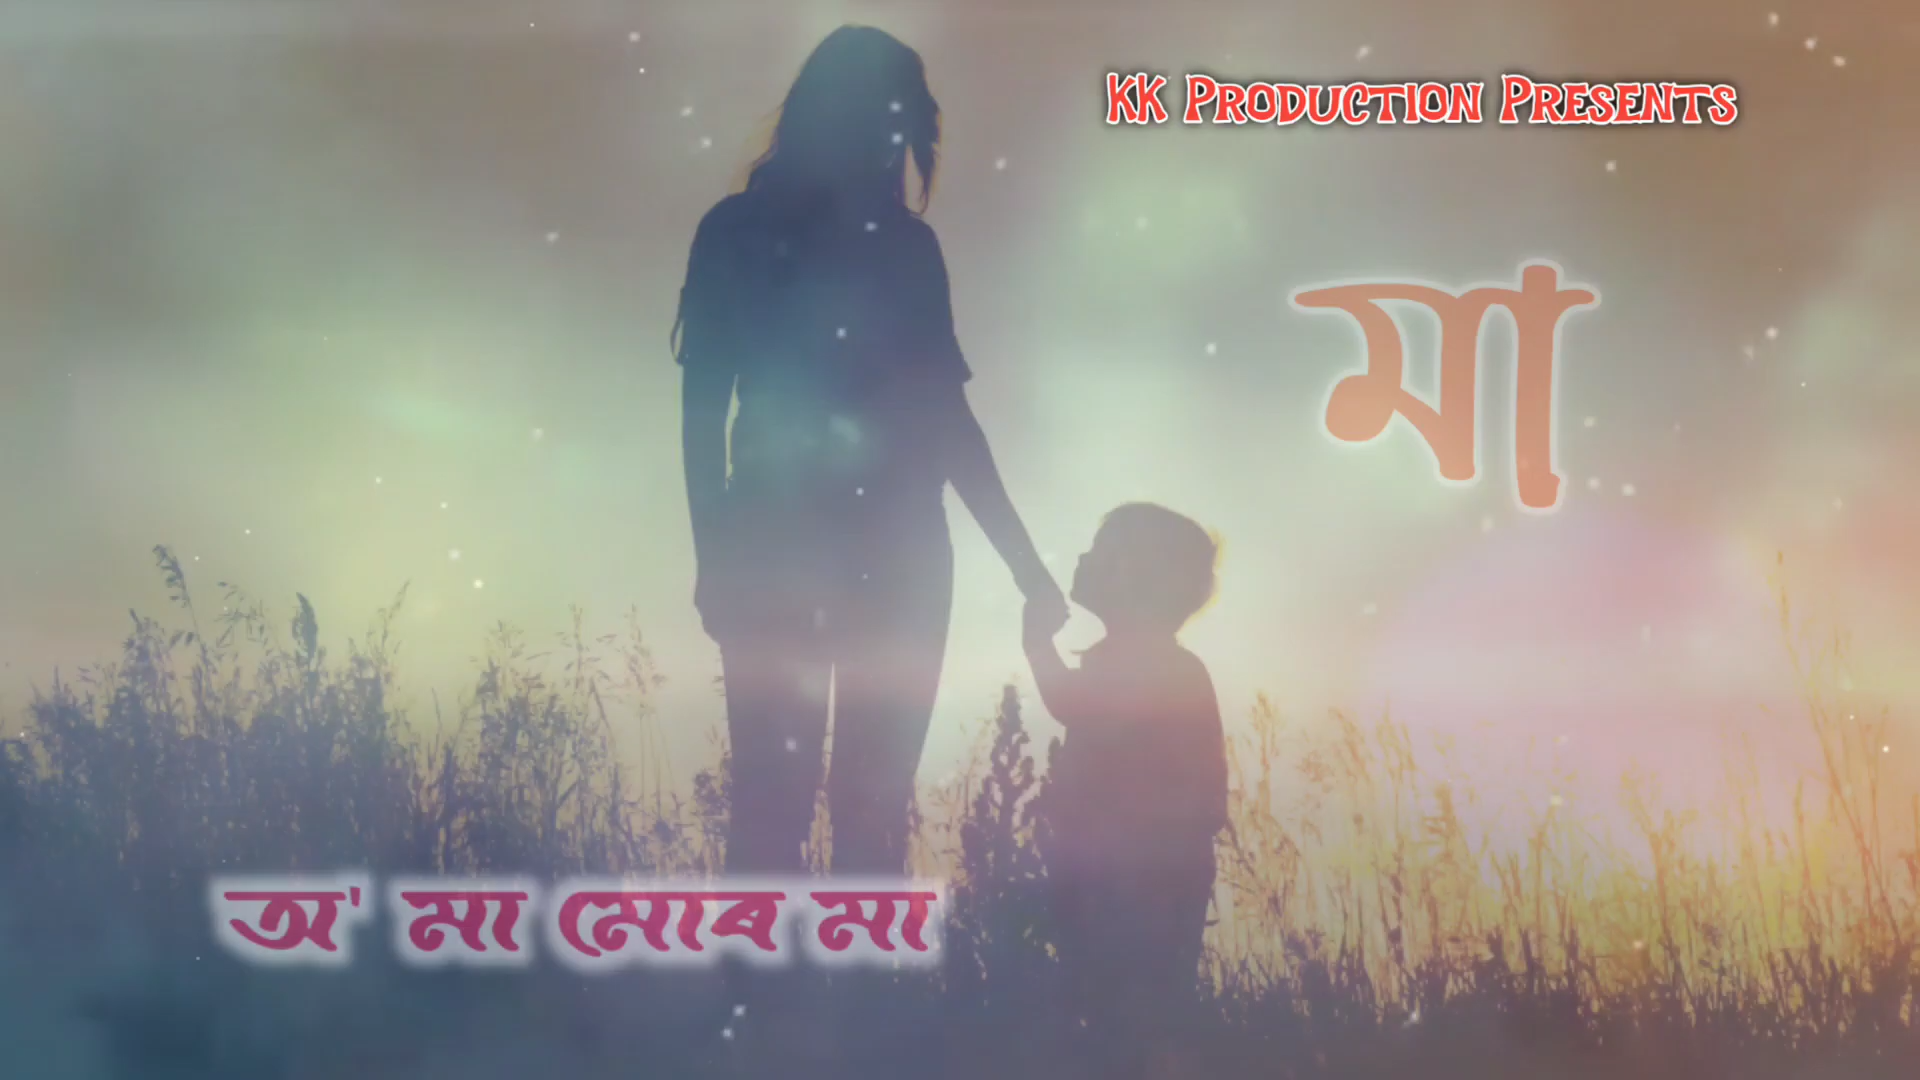 KK Production Presents
মা
অ' মা মোৰ মা